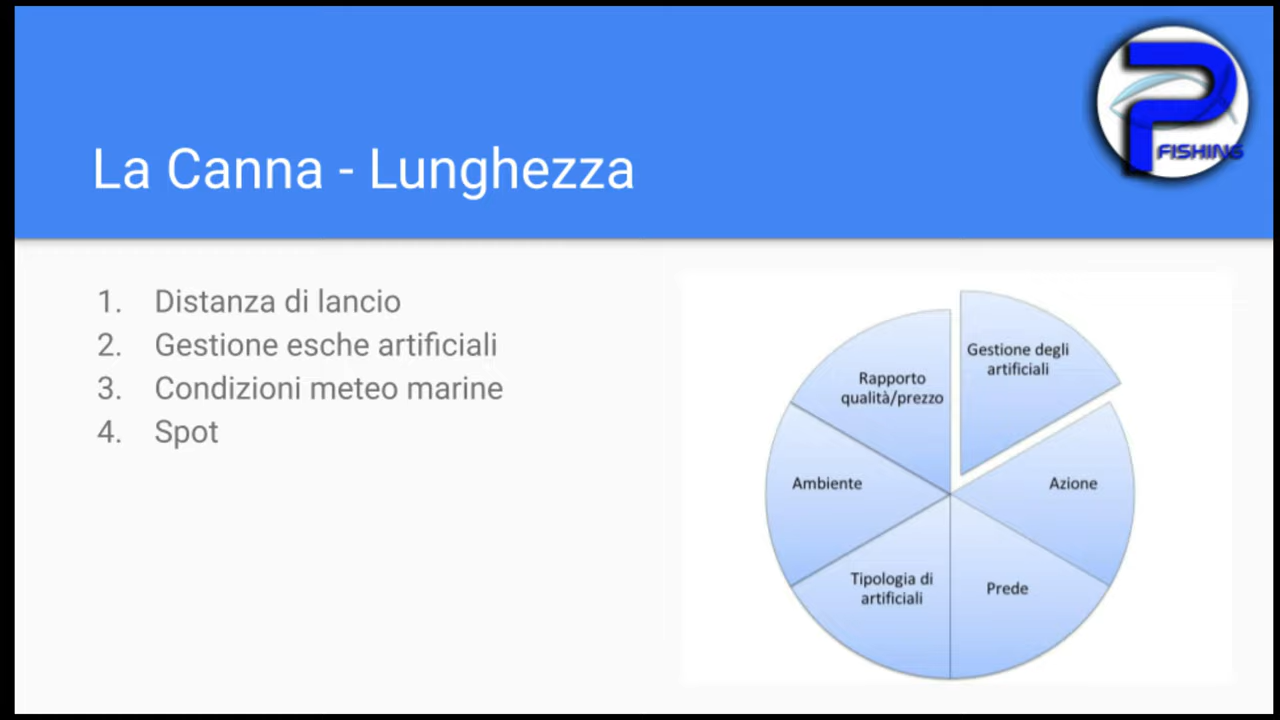 P
FISHING
La Canna - Lunghezza
1. Distanza di lancio
2. Gestione esche artificiali
3. Condizioni meteo marine
4. Spot
Gestione degli
artificiali
Rapporto
qualità/prezzo
Ambiente
Azione
Tipologia di
artificiali
Prede